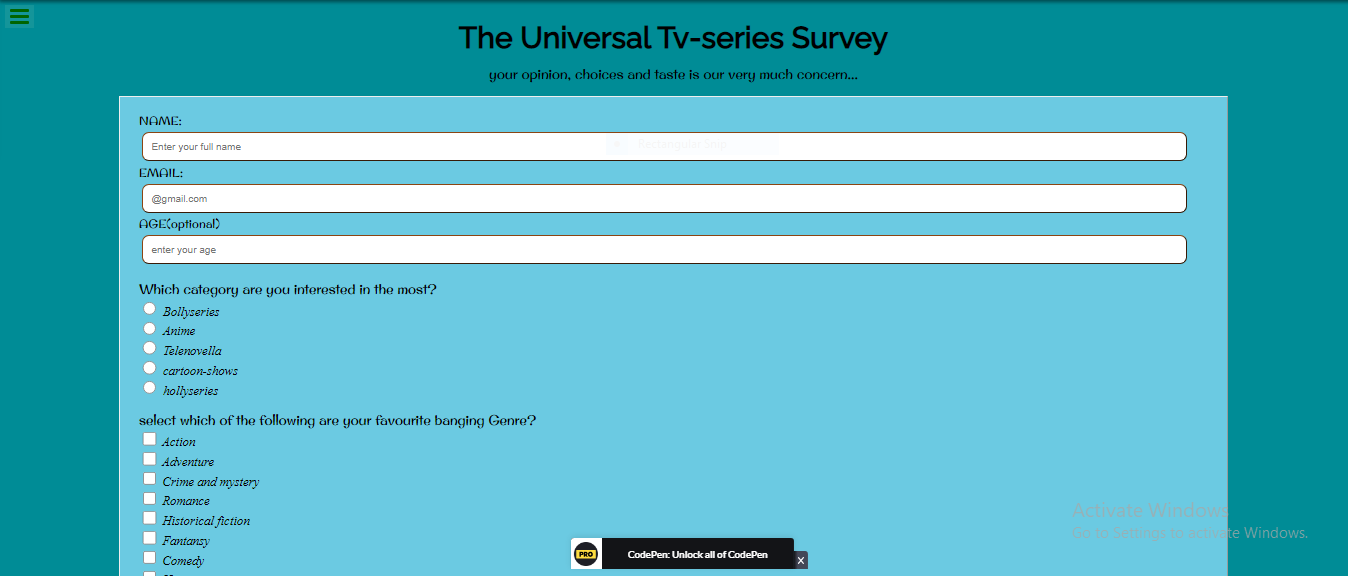 The Universal Tv-series Survey
your opinion, choices and taste is our very much concern...
NAME:
Enter your full name
Rectangular Snip
EMAIL:
@gmail.com
AGE(optional)
enter your age
Which category are you interested in the most?
Bollyseries
Anime
Telenovella
cartoon-shows
hollyseries
select which of the following are your favourite banging Genre?
Action
Adventure
Crime and mystery
Romance
Historical fiction
Fantansy
Comedy
Activate Windows
Go to Settings to activate Windows.
PRO CodePen: Unlock all of CodePen x